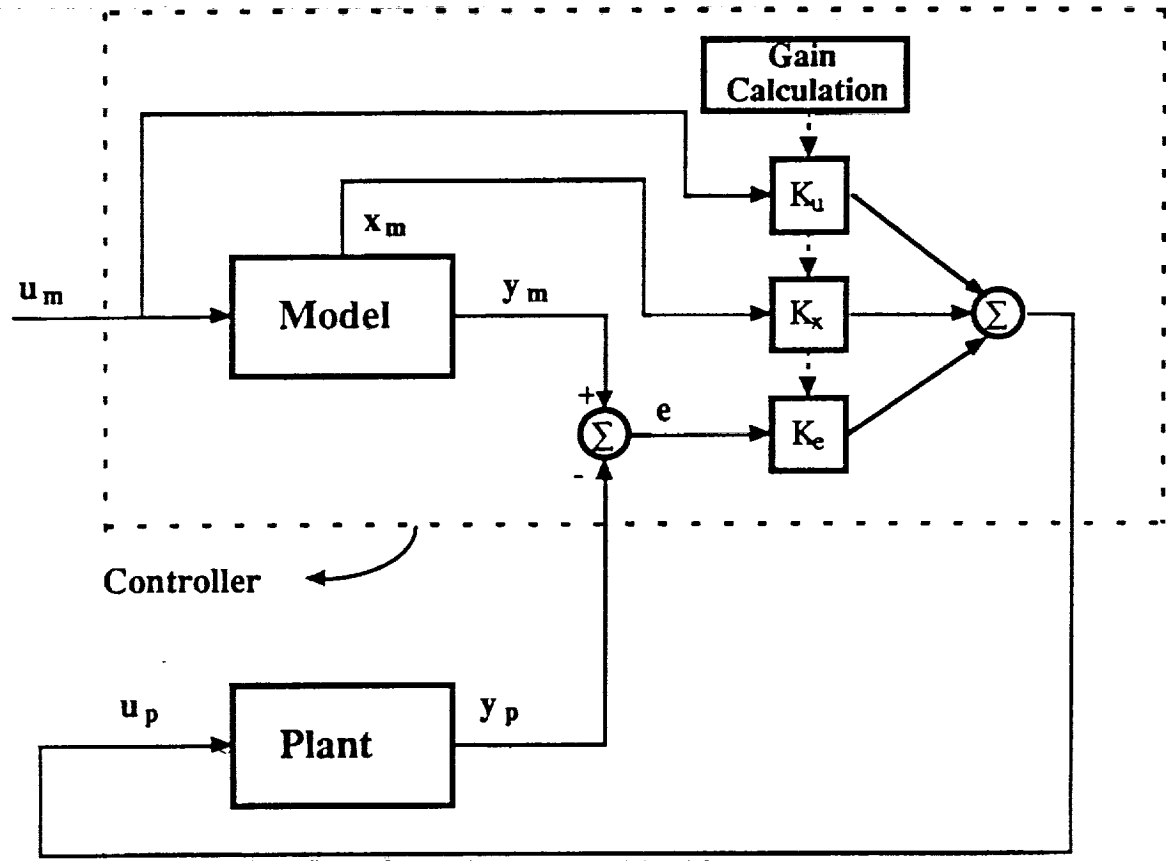 Gain
Calculation
K_u
x_m
u_m
Model
y_m
K_x
Σ
+
Σ
e
K_e
-
Controller
u_p
Plant
y_p